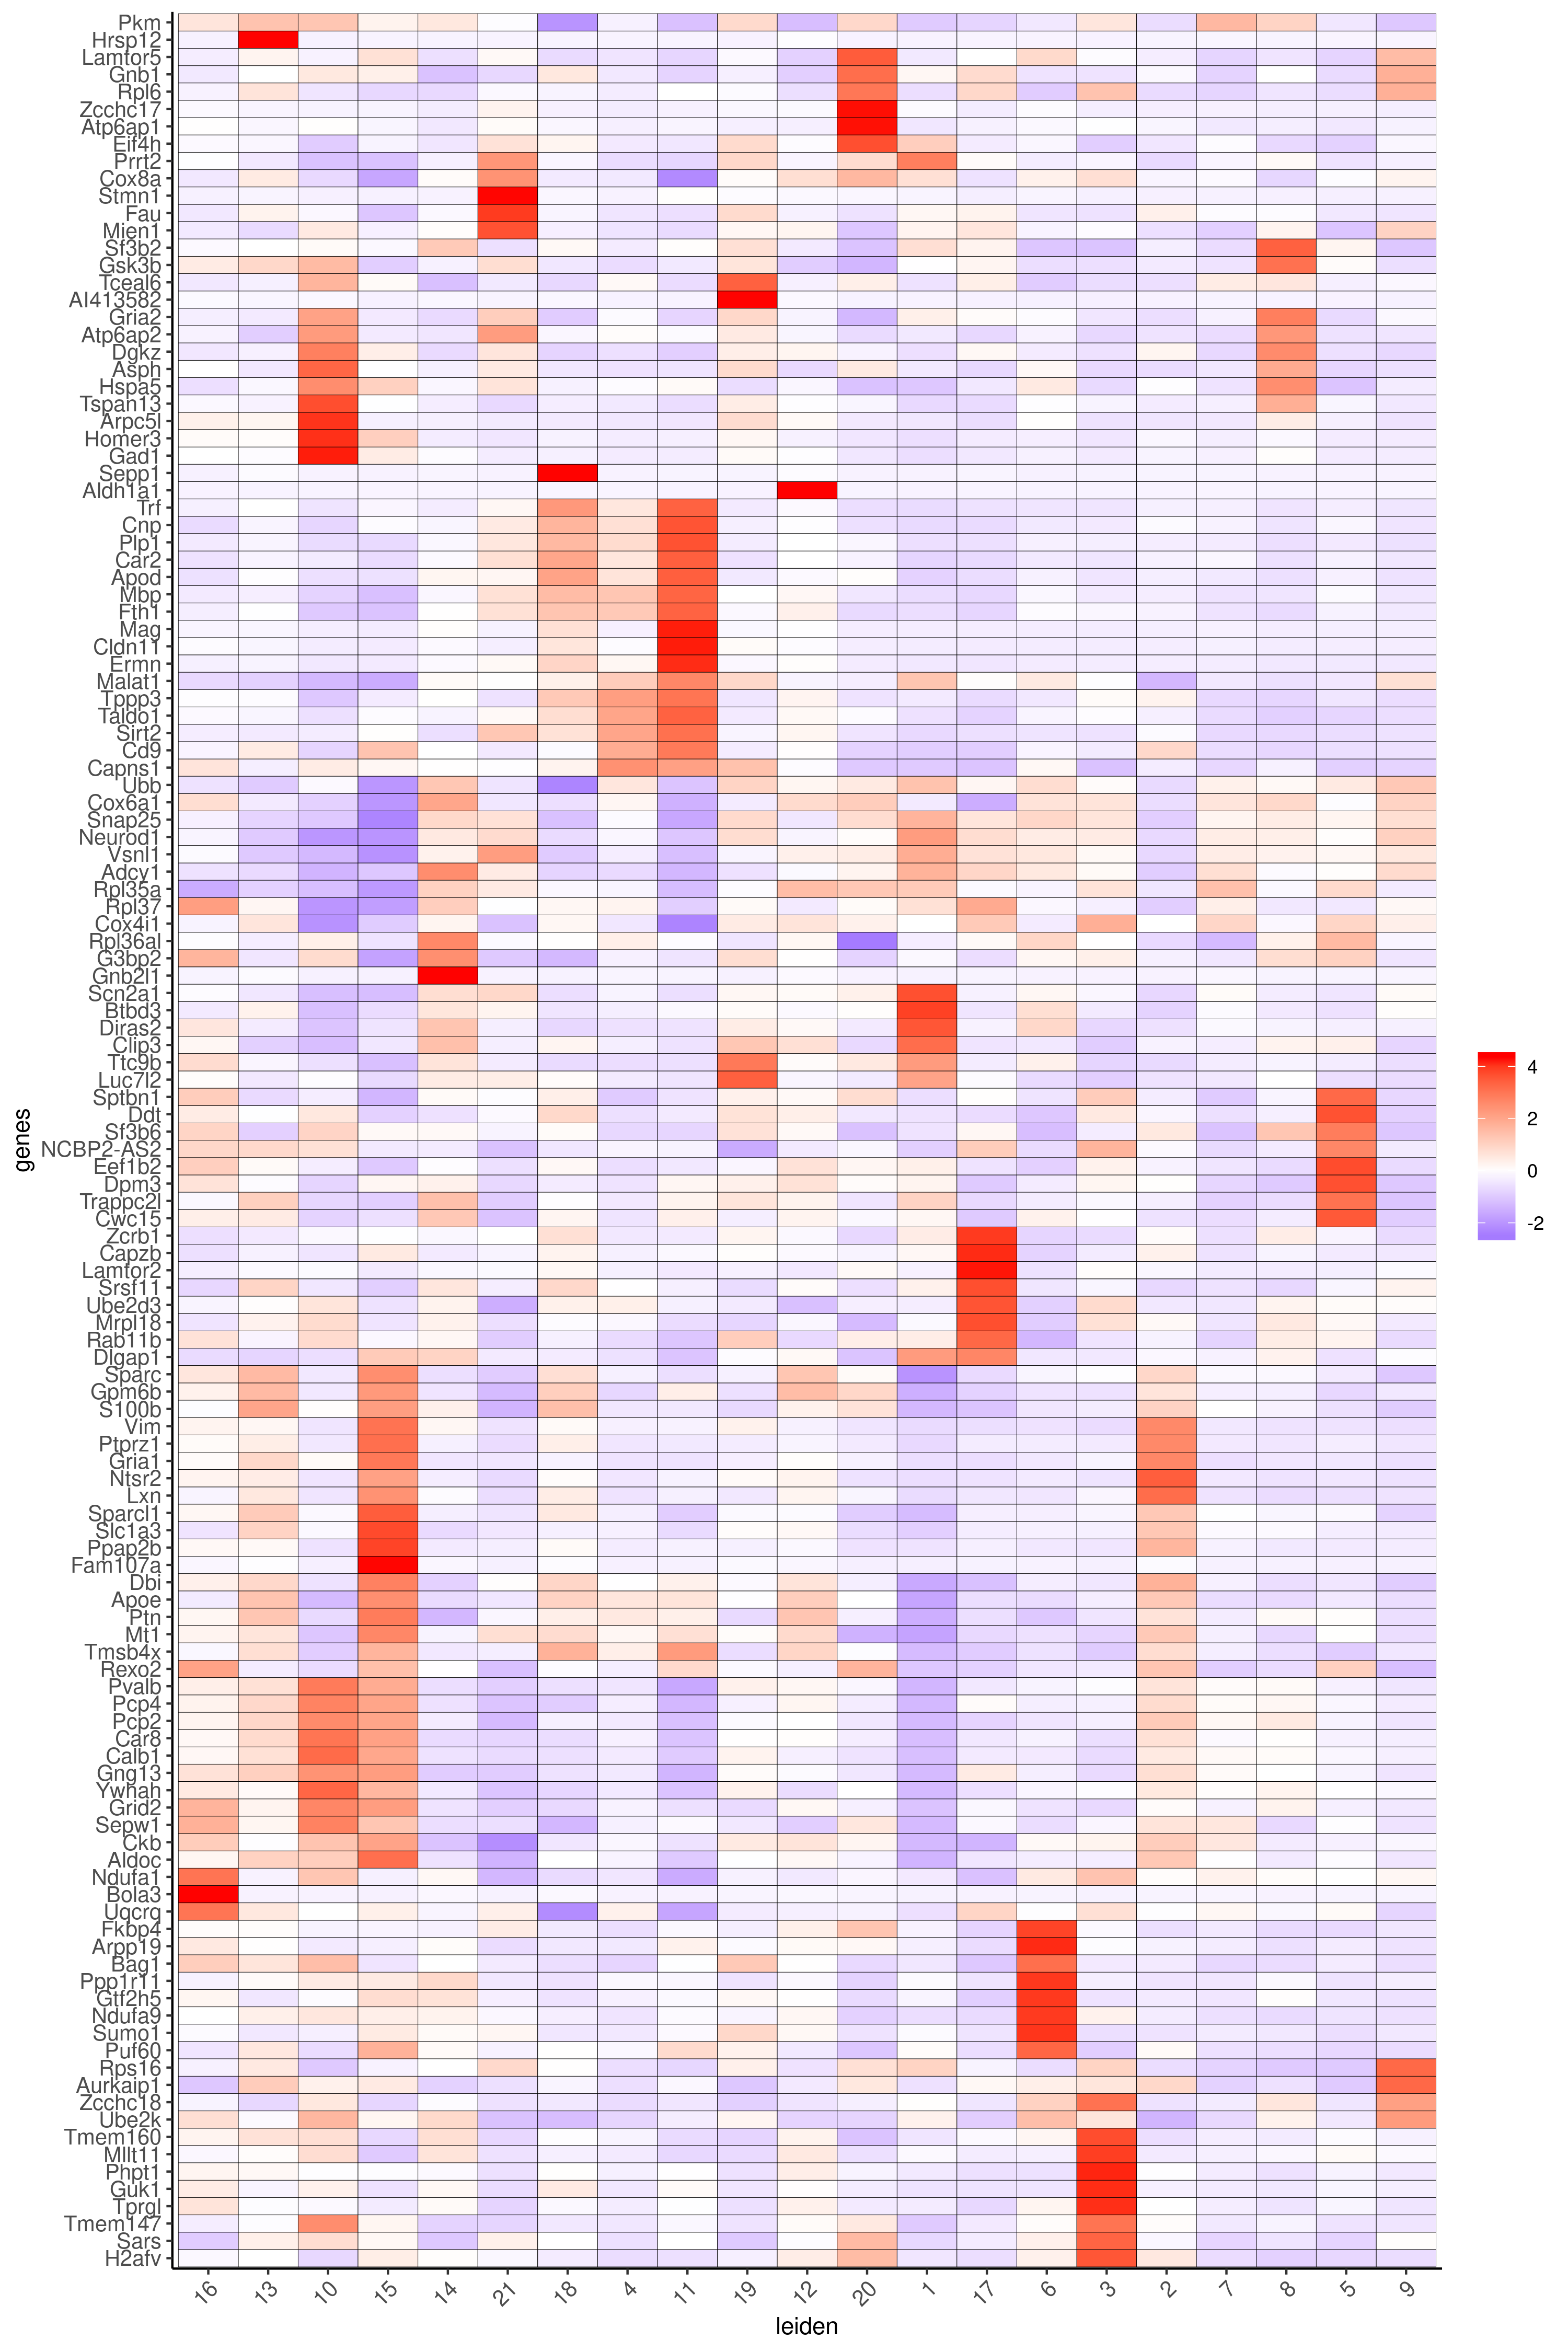 Pkm
Hrsp12
Lamtor5
Gnb1
Rpl6
Zcchc17
Atp6ap1
Eif4h
Prrt2
Cox8a
Stmn1
Fau
Mien1
Sf3b2
Gsk3b
Tceal6
AI413582
Gria2
Atp6ap2
Dgkz
Asph
Hspa5
Tspan13
Arpc5l
Homer3
Gad1
Sepp1
Aldh1a1
Trf
Cnp
Plp1
Car2
Apod
Mbp
Fth1
Mag
Cldn11
Ermn
Malat1
Tppp3
Taldo1
Sirt2
Cd9
Capns1
Ubb
Cox6a1
Snap25
Neurod1
Vsnl1
Adcy1
Rpl35a
Rpl37
Cox4i1
Rpl36al
G3bp2
Gnb2l1
Scn2a1
Btbd3
Diras2
Clip3
Ttc9b
Luc7l2
Sptbn1
Ddt
Sf3b6
NCBP2-AS2
Eef1b2
Dpm3
Trappc2l
Cwc15
Zcrb1
Capzb
Lamtor2
Srsf11
Ube2d3
Mrpl18
Rab11b
Dlgap1
Sparc
Gpm6b
S100b
Vim
Ptprz1
Gria1
Ntsr2
Lxn
Sparcl1
Slc1a3
Ppap2b
Fam107a
Dbi
Apoe
Ptn
Mt1
Tmsb4x
Rexo2
Pvalb
Pcp4
Pcp2
Car8
Calb1
Gng13
Ywhah
Grid2
Sepw1
Ckb
Aldoc
Ndufa1
Bola3
Uqcrq
Fkbp4
Arpp19
Bag1
Ppp1r11
Gtf2h5
Ndufa9
Sumo1
Puf60
Rps16
Aurkaip1
Zcchc18
Ube2k
Tmem160
Mllt11
Phpt1
Guk1
Tprgl
Tmem147
Sars
H2afv
genes
16 13 10 15 14 21 18 4 11 19 12 20 1 17 6 3 2 7 8 5 9
leiden
4
2
0
-2